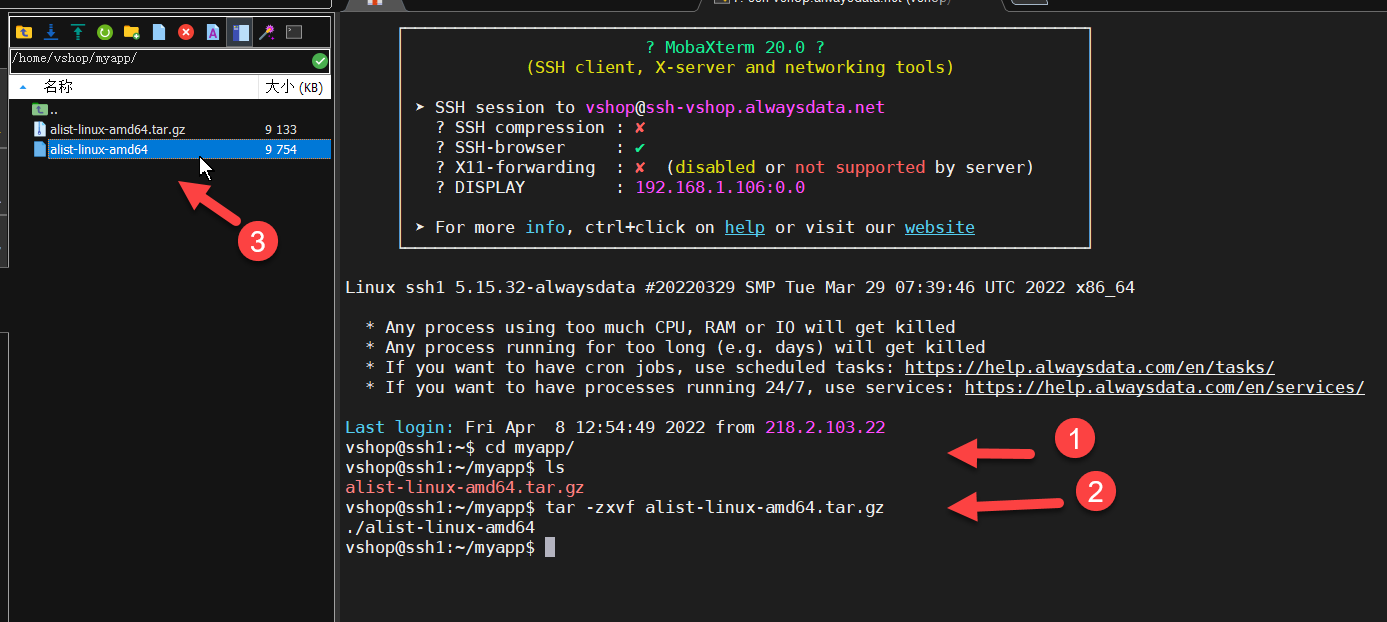 /home/vshop/myapp/
名称 大小 (KB)
..
alist-linux-amd64.tar.gz 9 133
alist-linux-amd64 9 754
3
? MobaXterm 20.0 ?
(SSH client, X-server and networking tools)
➤ SSH session to vshop@ssh-vshop.alwaysdata.net
? SSH compression : ✘
? SSH-browser : ✔
? X11-forwarding : ✘ (disabled or not supported by server)
? DISPLAY : 192.168.1.106:0.0
➤ For more info, ctrl+click on help or visit our website
Linux ssh1 5.15.32-alwaysdata #20220329 SMP Tue Mar 29 07:39:46 UTC 2022 x86_64
* Any process using too much CPU, RAM or IO will get killed
* Any process running for too long (e.g. days) will get killed
* If you want to have cron jobs, use scheduled tasks: https://help.alwaysdata.com/en/tasks/
* If you want to have processes running 24/7, use services: https://help.alwaysdata.com/en/services/
Last login: Fri Apr  8 12:54:49 2022 from 218.2.103.22
vshop@ssh1:~$ cd myapp/
1
vshop@ssh1:~/myapp$ ls
alist-linux-amd64.tar.gz
2
vshop@ssh1:~/myapp$ tar -zxvf alist-linux-amd64.tar.gz
./alist-linux-amd64
vshop@ssh1:~/myapp$